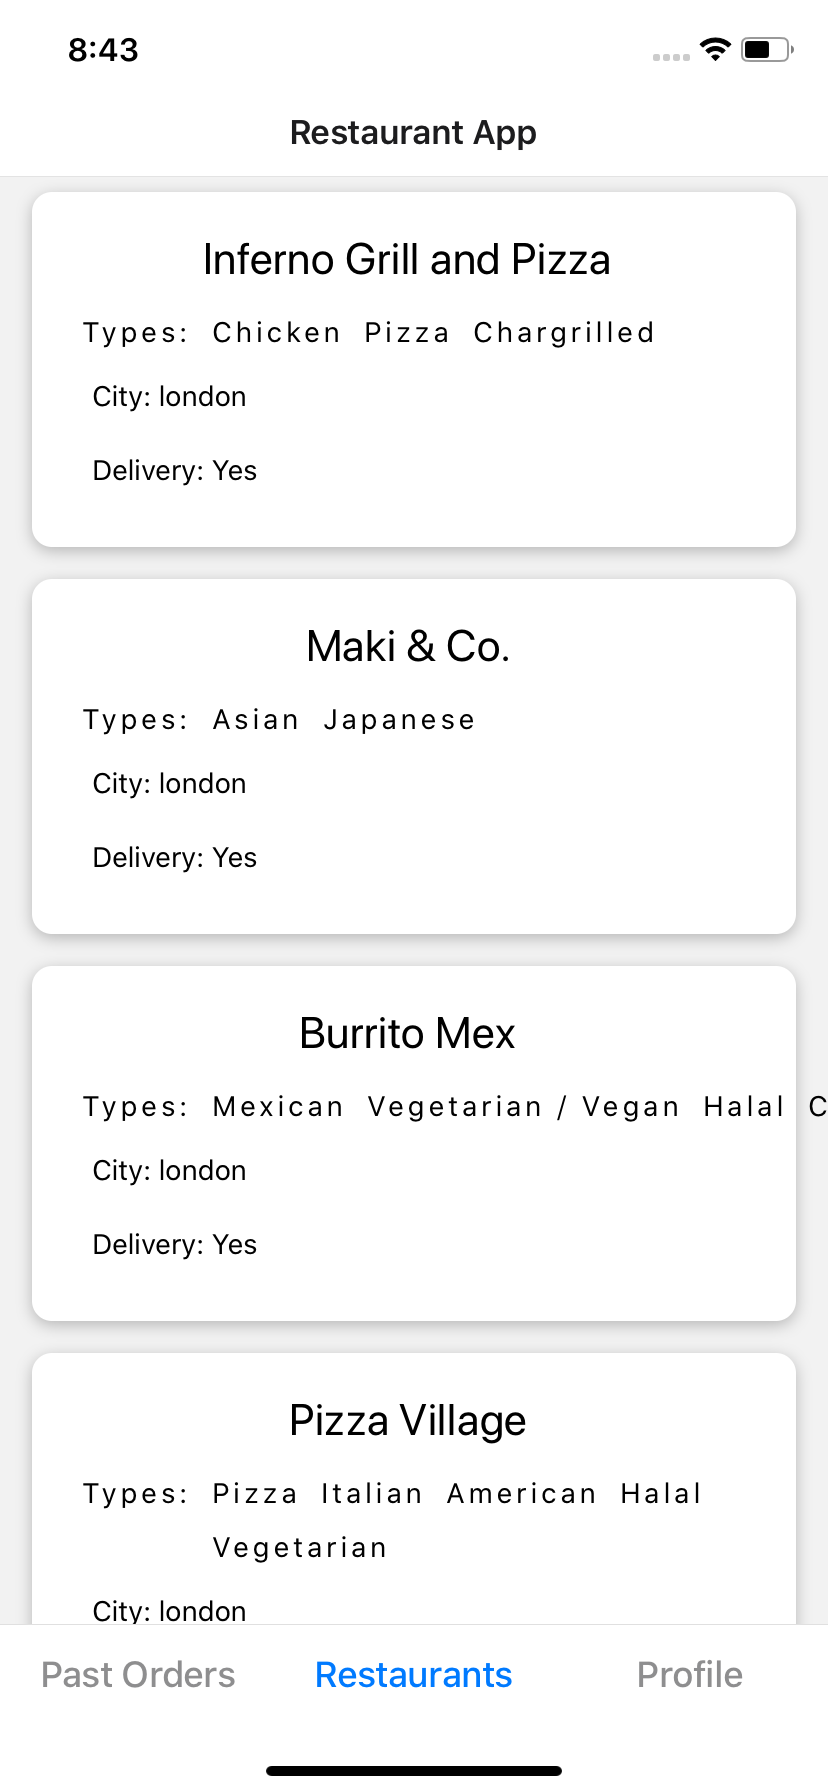 8:43
Restaurant App
Inferno Grill and Pizza
Types: Chicken Pizza Chargrilled
City: london
Delivery: Yes
Maki & Co.
Types: Asian Japanese
City: london
Delivery: Yes
Burrito Mex
Types: Mexican Vegetarian / Vegan Halal C
City: london
Delivery: Yes
Pizza Village
Types: Pizza Italian American Halal
Vegetarian
City: london
Past Orders Restaurants Profile